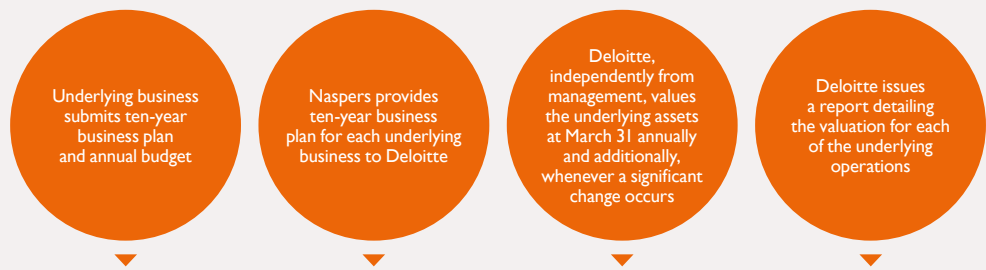 Underlying business
submits ten-year
business plan
and annual budget
Naspers provides
ten-year business
plan for each underlying
business to Deloitte
Deloitte,
independently from
management, values
the underlying assets
at March 31 annually
and additionally,
whenever a significant
change occurs
Deloitte issues
a report detailing
the valuation for each
of the underlying
operations